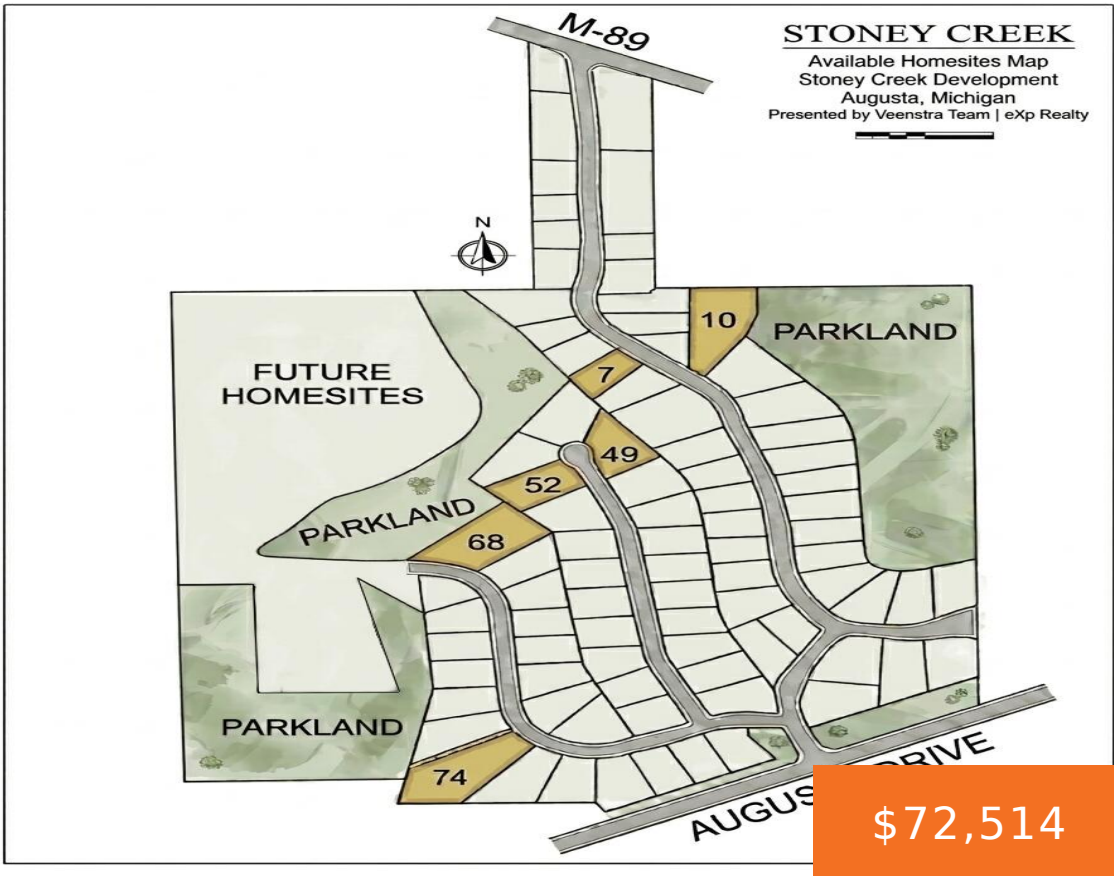 M-89
STONEY CREEK
Available Homesites Map
Stoney Creek Development
Augusta, Michigan
Presented by Veenstra Team | eXp Realty
N
10
PARKLAND
FUTURE
HOMESITES
7
49
52
PARKLAND
68
PARKLAND
74
DRIVE
$72,514